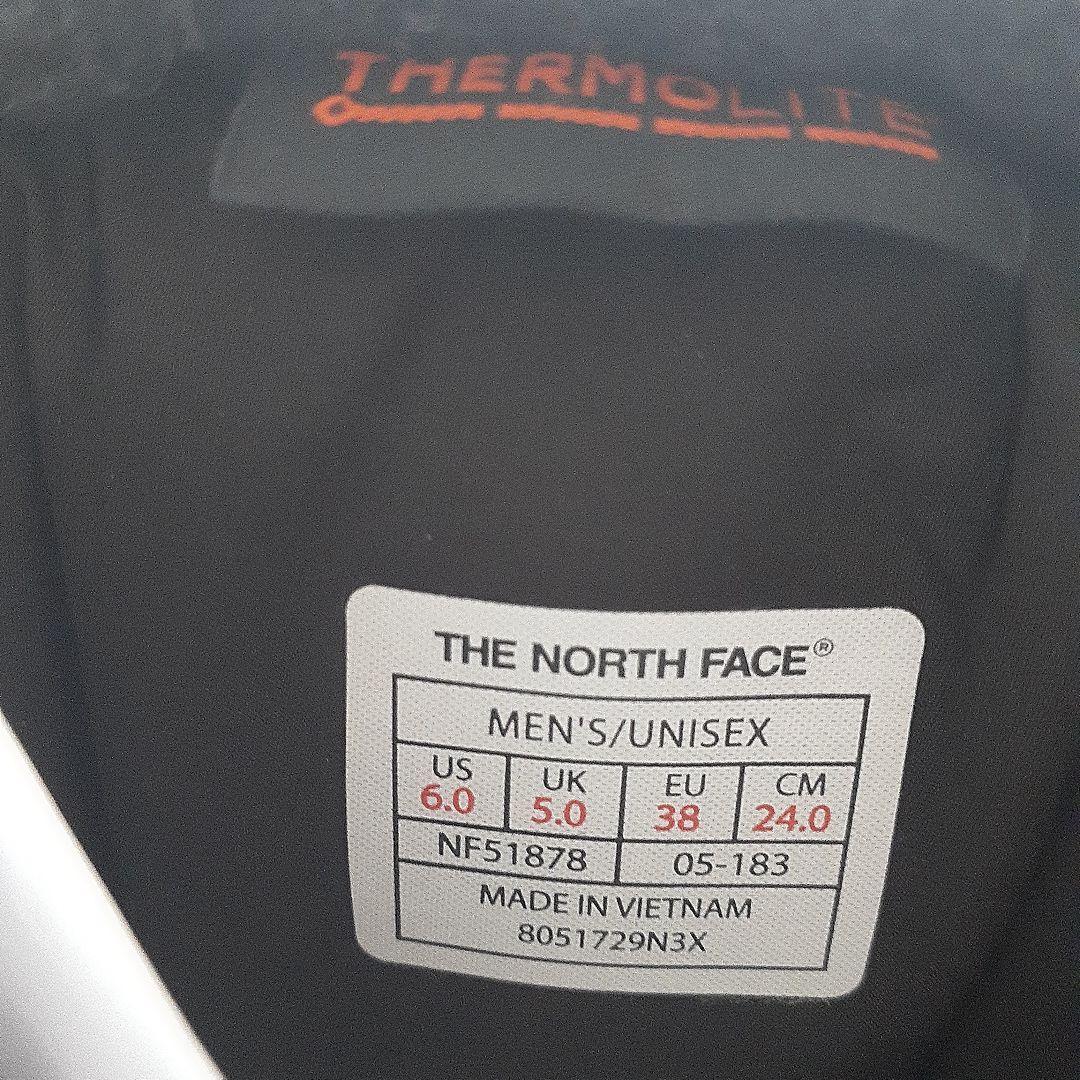 THERMOLITE
THE NORTH FACE®
MEN'S/UNISEX
US UK EU CM
6.0 5.0 38 24.0
NF51878 05-183
MADE IN VIETNAM
8051729N3X